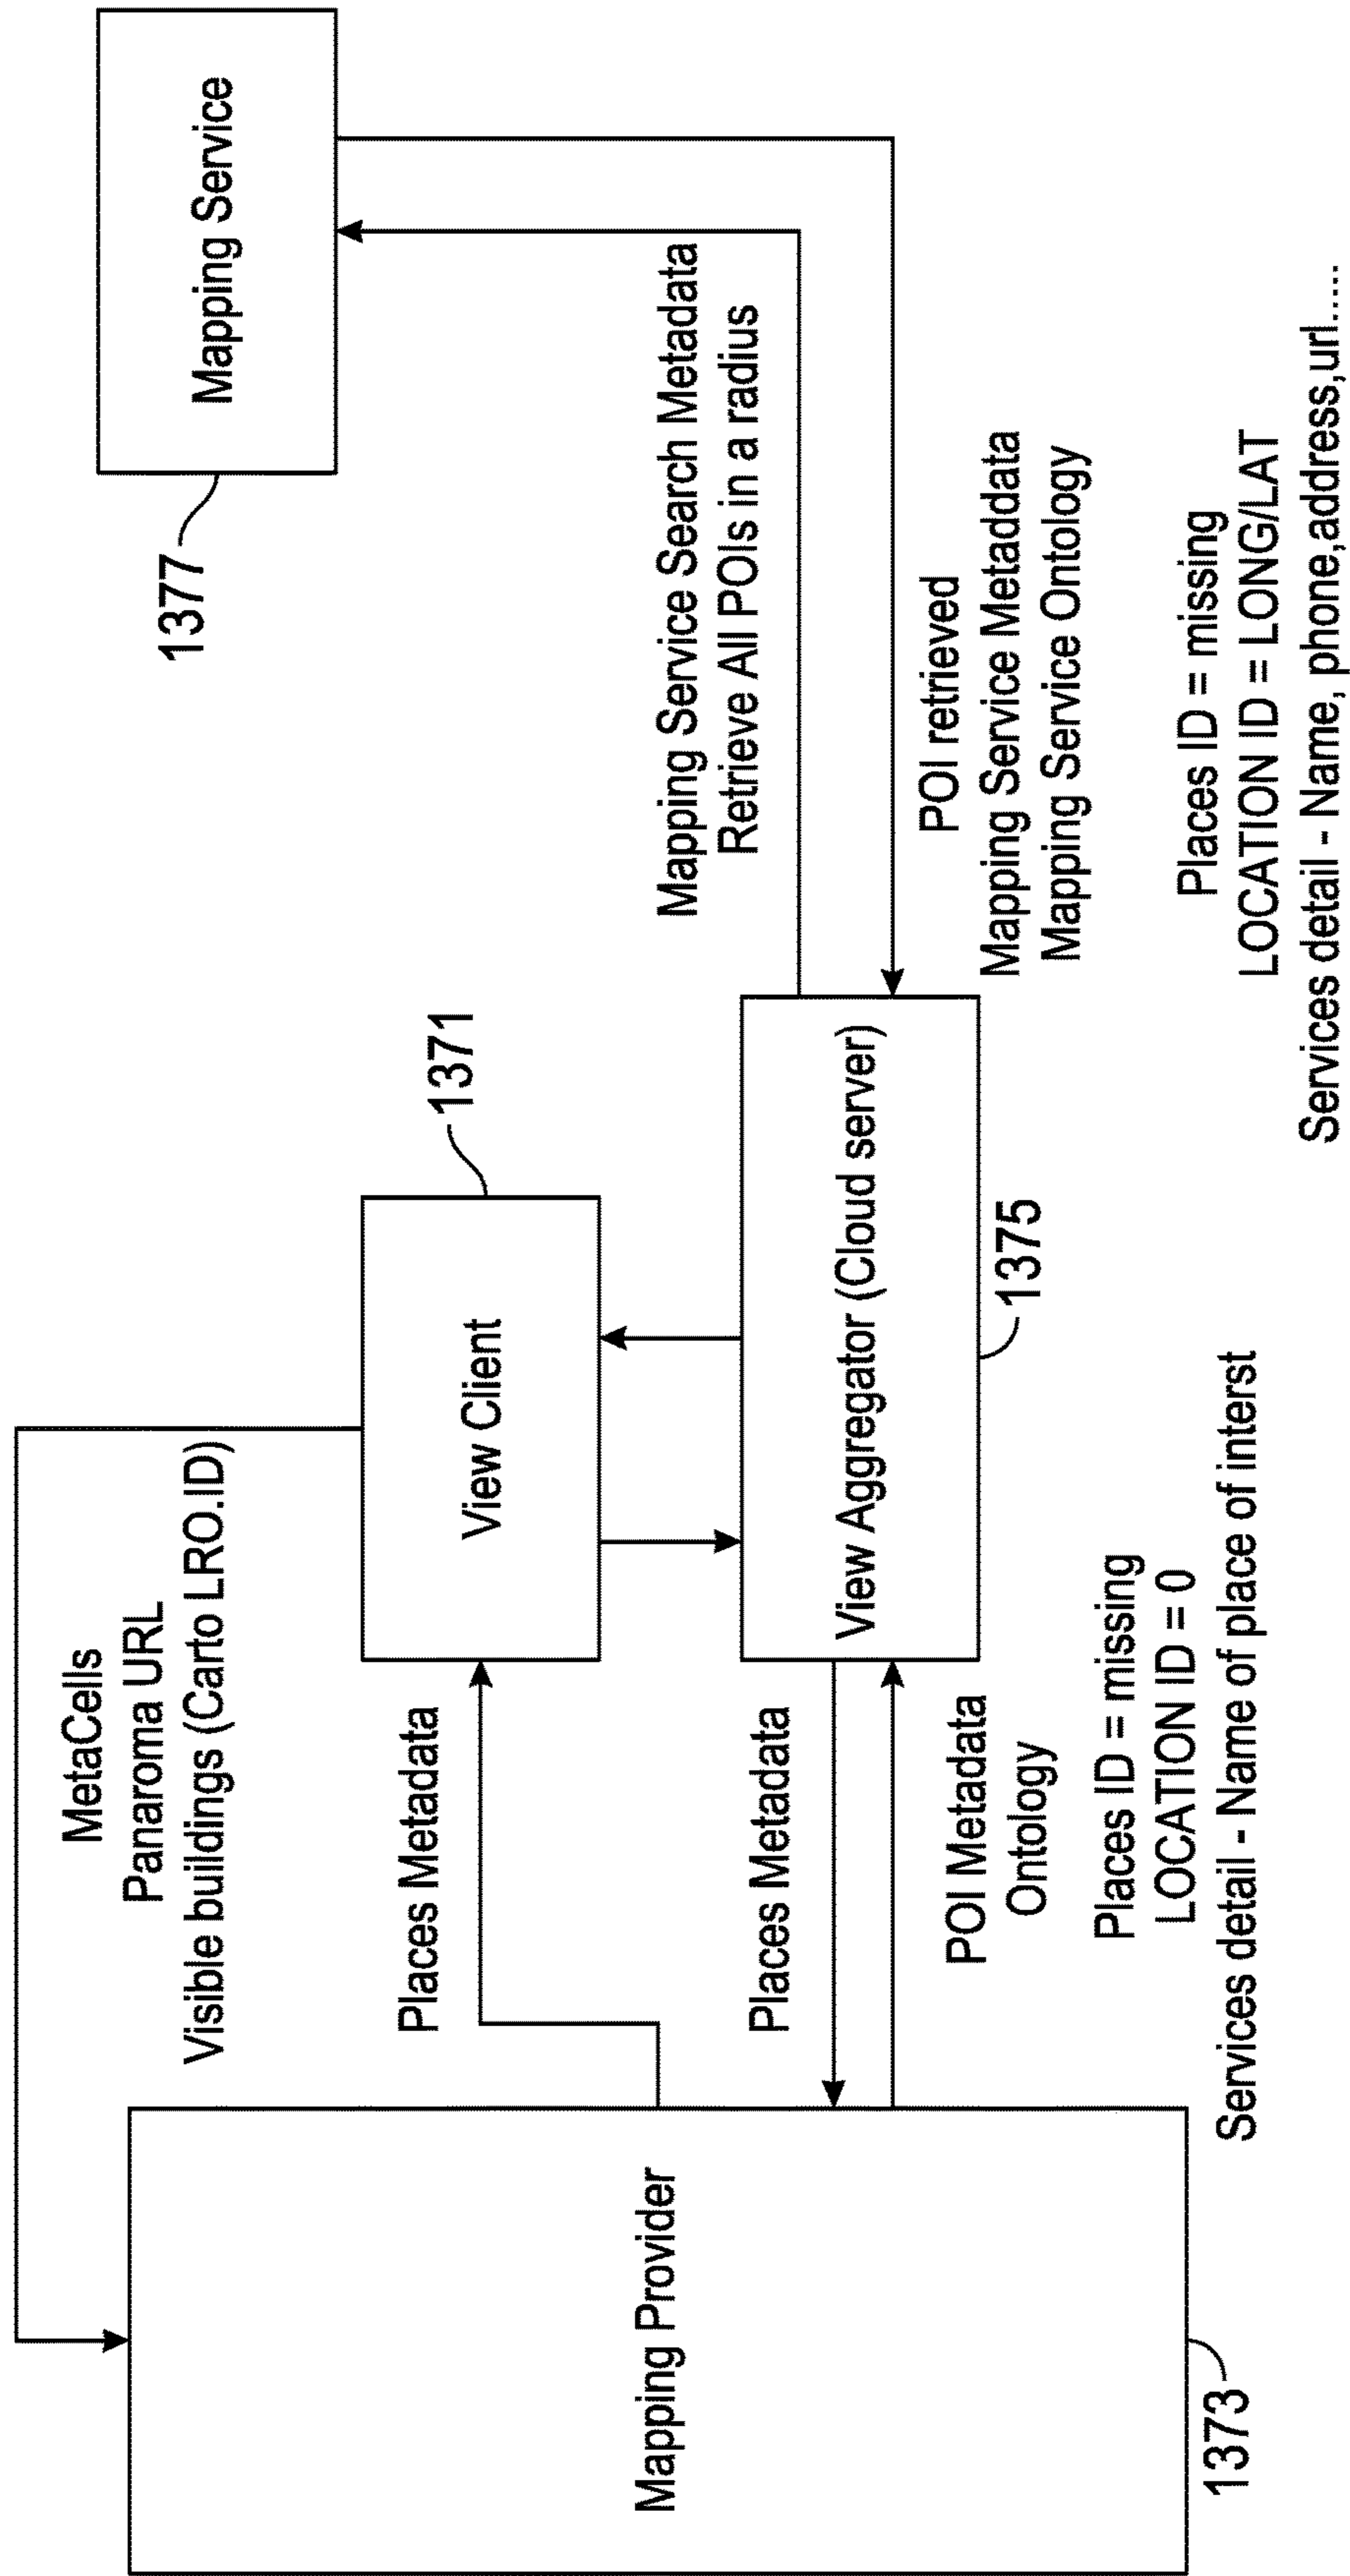 MetaCells
Panaroma URL
Visible buildings (Carto LRO.ID)
Mapping Service
1377
View Client
1371
Places Metadata
Mapping Service Search Metadata
Retrieve All POIs in a radius
Mapping Provider
1373
Places Metadata
View Aggregator (Cloud server)
1375
POI Metadata
Ontology
POI retrieved
Mapping Service Metaddata
Mapping Service Ontology
Places ID = missing
LOCATION ID = 0
Services detail - Name of place of interst
Places ID = missing
LOCATION ID = LONG/LAT
Services detail - Name, phone,address,url.....